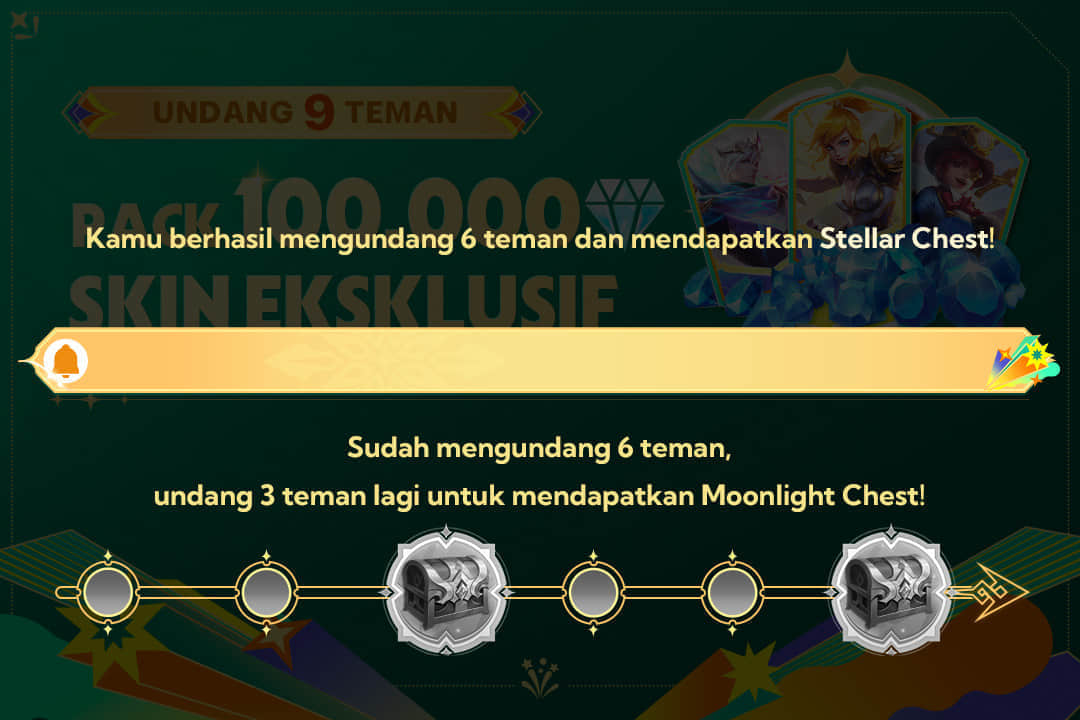 UNDANG 9 TEMAN
PACK 100.000
Kamu berhasil mengundang 6 teman dan mendapatkan Stellar Chest!
SKIN EKSKLUSIF
Sudah mengundang 6 teman,
undang 3 teman lagi untuk mendapatkan Moonlight Chest!